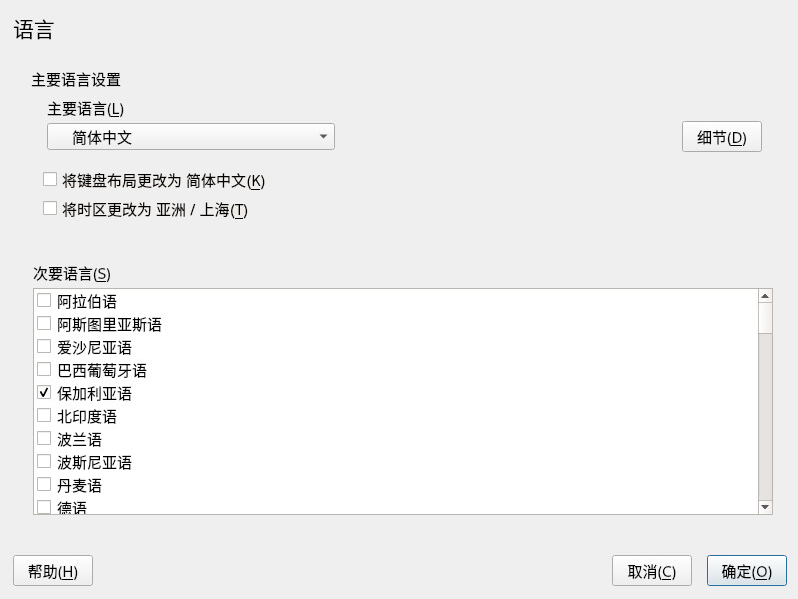 语言
主要语言设置
主要语言(L)
简体中文
细节(D)
将键盘布局更改为 简体中文(K)
将时区更改为 亚洲 / 上海(T)
次要语言(S)
阿拉伯语
阿斯图里亚斯语
爱沙尼亚语
巴西葡萄牙语
保加利亚语
北印度语
波兰语
波斯尼亚语
丹麦语
德语
帮助(H)
取消(C)
确定(O)